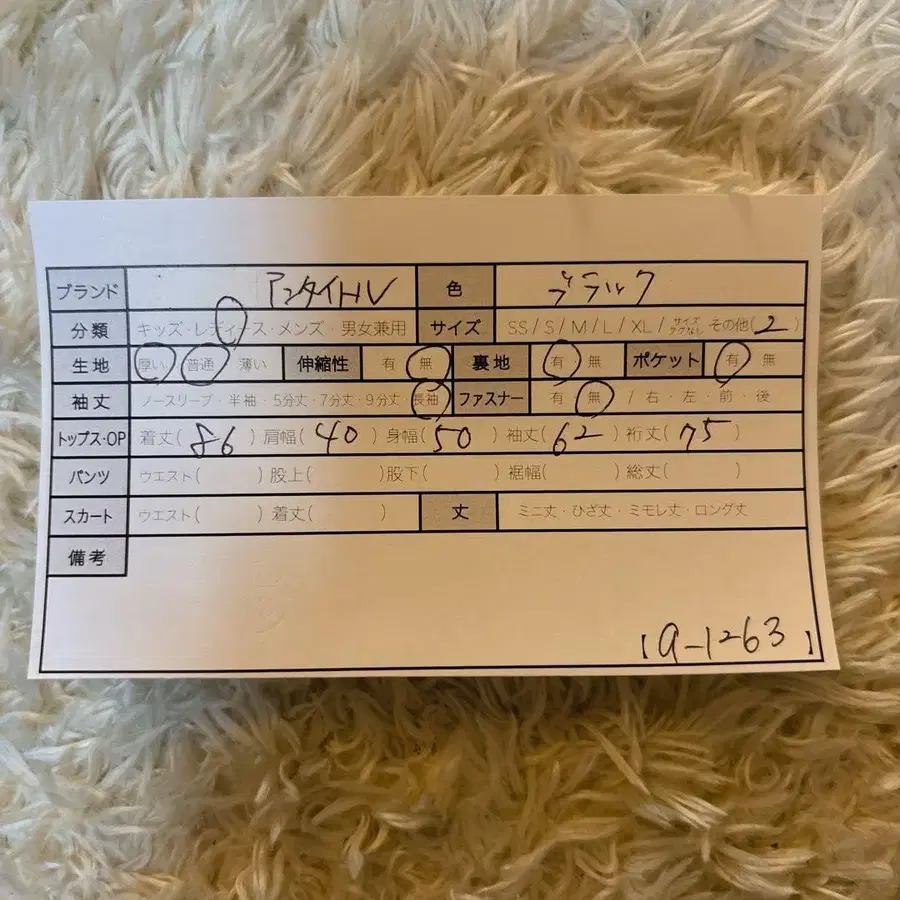 ブランド アンタイトル 色 ブラック
分類 キッズ・レディース・メンズ・男女兼用 サイズ SS/S/M/L/XL/サイズタグなし その他(2)
生地 厚い 普通 薄い 伸縮性 有 無 裏地 有 無 ポケット 有 無
袖丈 ノースリーブ・半袖・5分丈・7分丈・9分丈・長袖 ファスナー 有 無 /右・左・前・後
トップス・OP 着丈(86) 肩幅(40) 身幅(50) 袖丈(62) 裄丈(75)
パンツ ウエスト( ) 股上( ) 股下( ) 裾幅( ) 総丈( )
スカート ウエスト( ) 着丈( ) 丈 ミニ丈・ひざ丈・ミモレ丈・ロング丈
備考
【a-1263】